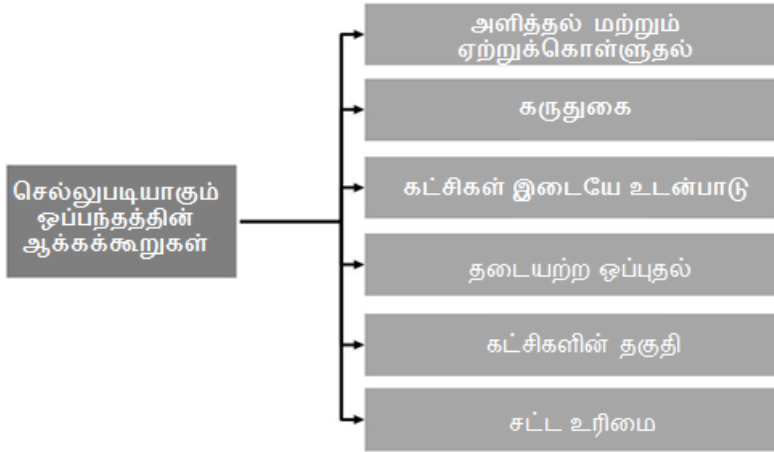 செல்லுபடியாகும்
ஒப்பந்தத்தின்
ஆக்கக்கூறுகள்
அளித்தல் மற்றும்
ஏற்றுக்கொள்ளுதல்
கருதுகை
கட்சிகள் இடையே உடன்பாடு
தடையற்ற ஒப்புதல்
கட்சிகளின் தகுதி
சட்ட உரிமை